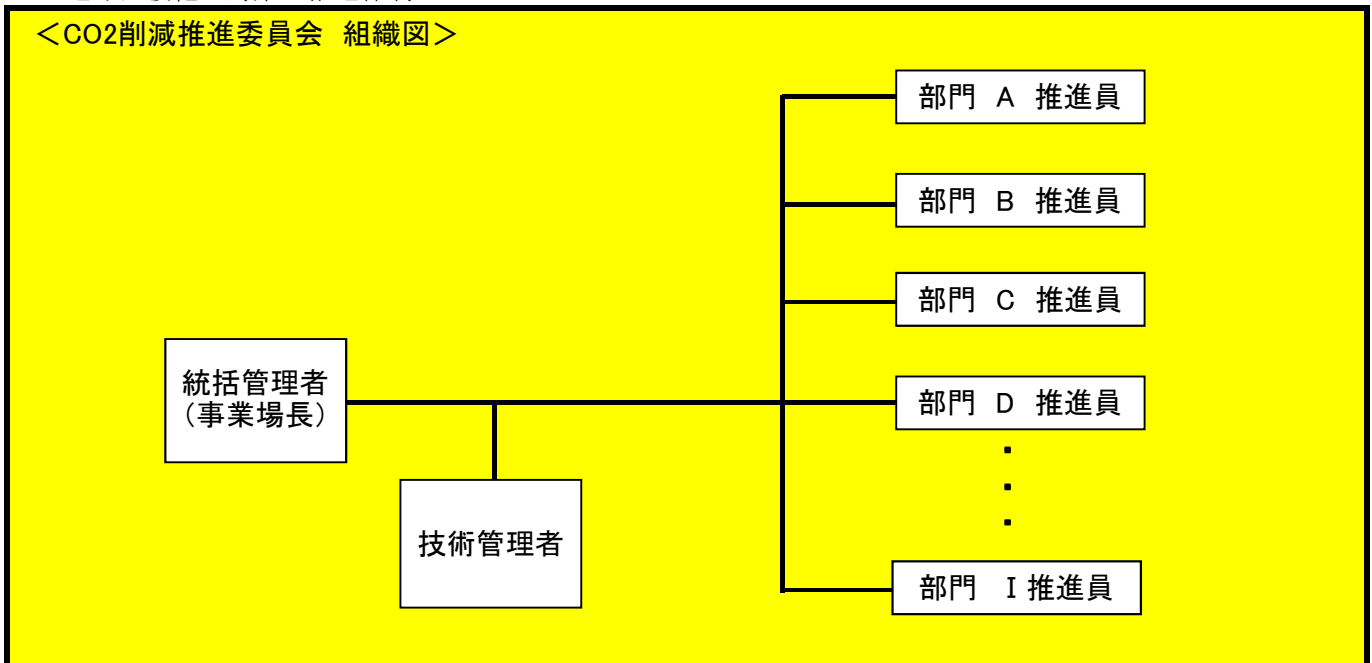 ＜CO2削減推進委員会　組織図＞
部門　A　推進員
部門　B　推進員
部門　C　推進員
統括管理者
（事業場長）
部門　D　推進員
・
・
・
技術管理者
部門　I 推進員